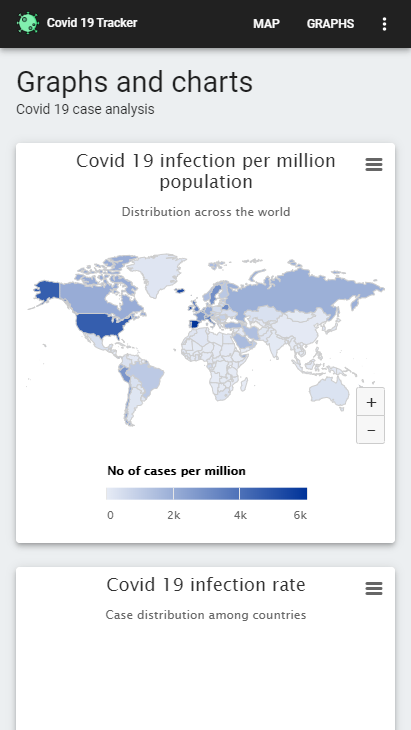 Covid 19 Tracker
MAP
GRAPHS
Graphs and charts
Covid 19 case analysis
Covid 19 infection per million
population
Distribution across the world
+
−
No of cases per million
0
2k
4k
6k
Covid 19 infection rate
Case distribution among countries